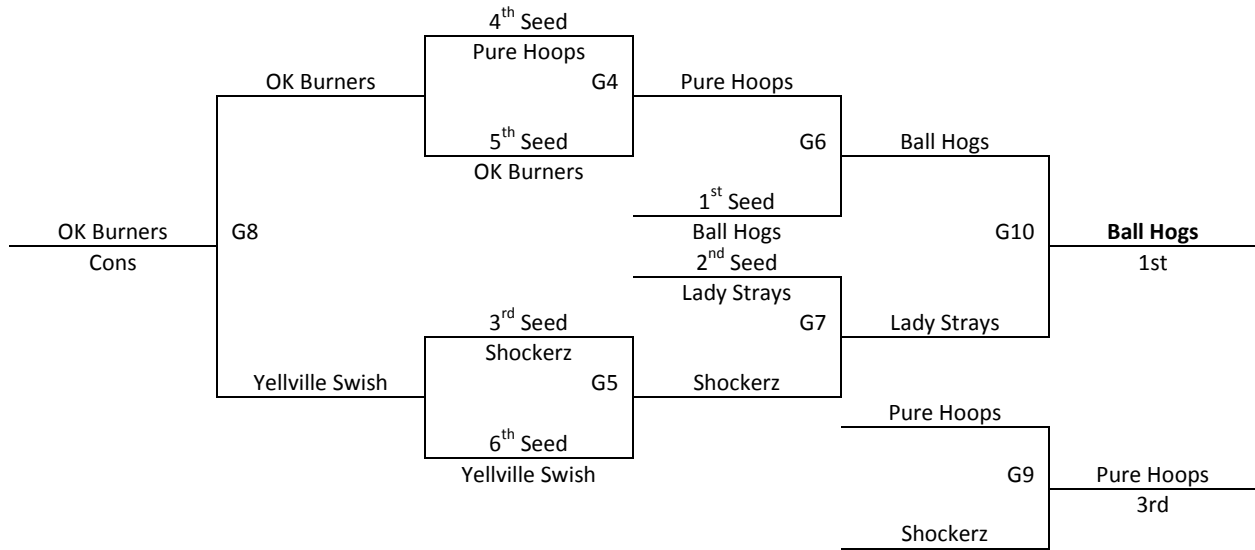 4th Seed
Pure Hoops
OK Burners
G4
Pure Hoops
5th Seed
OK Burners
G6
Ball Hogs
1st Seed
Ball Hogs
OK Burners
Cons
G8
G10
Ball Hogs
1st
2nd Seed
Lady Strays
3rd Seed
Shockerz
G7
Lady Strays
Yellville Swish
G5
Shockerz
6th Seed
Yellville Swish
Pure Hoops
G9
Pure Hoops
3rd
Shockerz